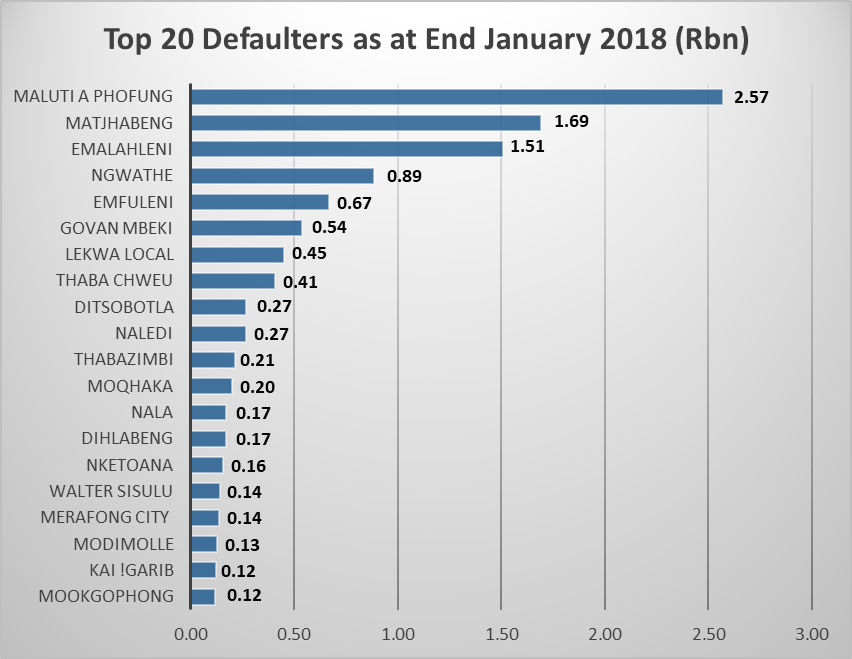 Top 20 Defaulters as at End January 2018 (Rbn)
MALUTI A PHOFUNG 2.57
MATJHABENG 1.69
EMALAHLENI 1.51
NGWATHE 0.89
EMFULENI 0.67
GOVAN MBEKI 0.54
LEKWA LOCAL 0.45
THABA CHWEU 0.41
DITSOBOTLA 0.27
NALEDI 0.27
THABAZIMBI 0.21
MOQHAKA 0.20
NALA 0.17
DIHLABENG 0.17
NKETOANA 0.16
WALTER SISULU 0.14
MERAFONG CITY 0.14
MODIMOLLE 0.13
KAI !GARIB 0.12
MOOKGOPHONG 0.12
0.00 0.50 1.00 1.50 2.00 2.50 3.00